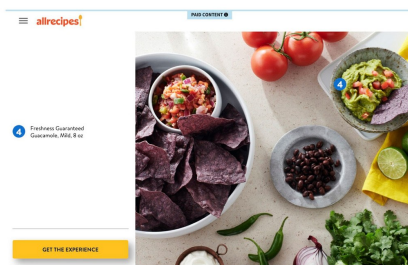 allrecipes
PAID CONTENT
4
4
Freshness Guaranteed
Guacamole, Mild, 8 oz
GET THE EXPERIENCE